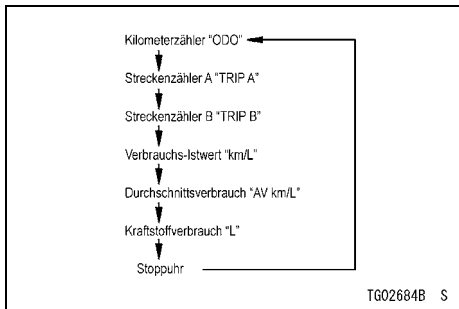 Kilometerzähler “ODO”
Streckenzähler A “TRIP A”
Streckenzähler B “TRIP B”
Verbrauchs-Istwert “km/L”
Durchschnittsverbrauch “AV km/L”
Kraftstoffverbrauch “L”
Stoppuhr
TG02684B S